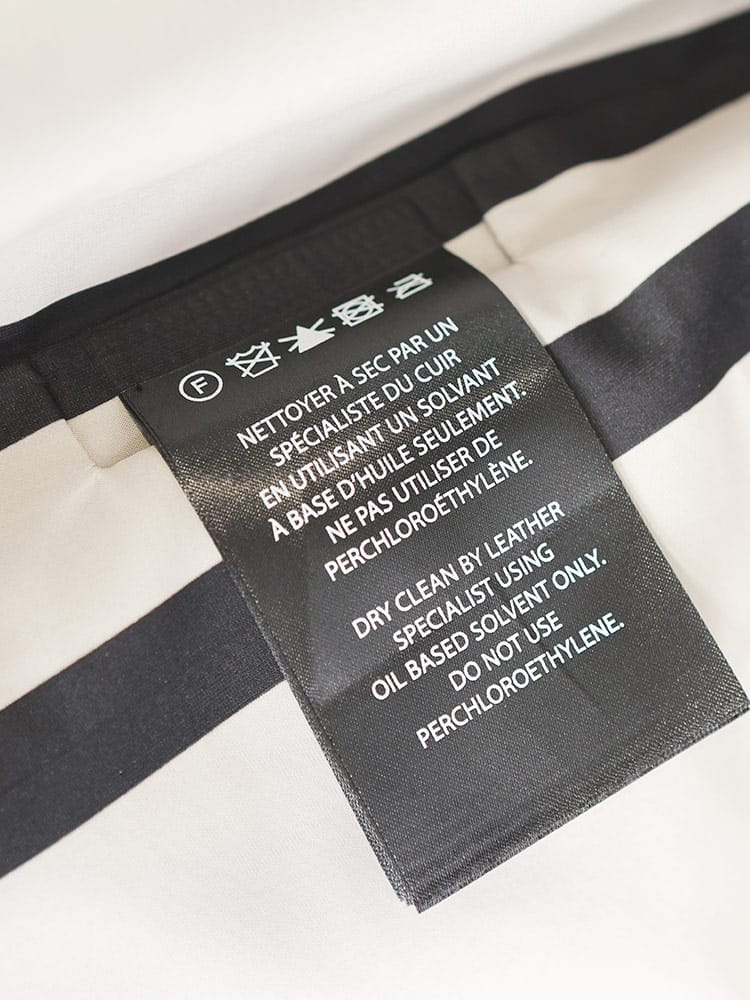 F
NETTOYER À SEC PAR UN
SPÉCIALISTE DU CUIR
EN UTILISANT UN SOLVANT
À BASE D'HUILE SEULEMENT.
NE PAS UTILISER DE
PERCHLOROÉTHYLÈNE.
DRY CLEAN BY LEATHER
SPECIALIST USING
OIL BASED SOLVENT ONLY.
DO NOT USE
PERCHLOROETHYLENE.